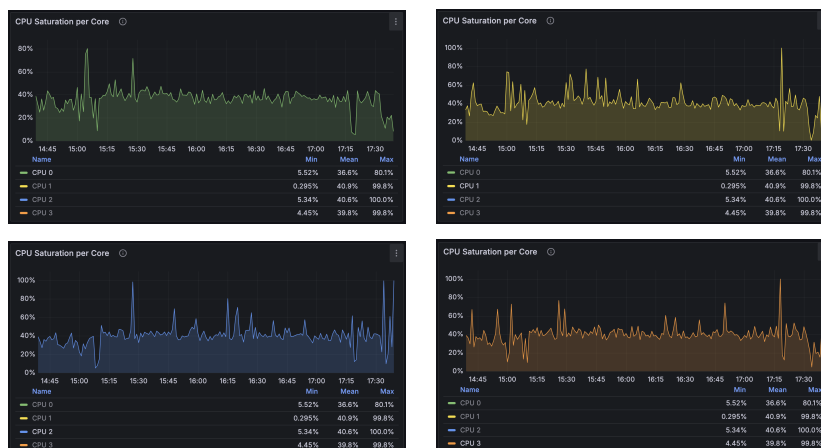 CPU Saturation per Core
80%
60%
40%
20%
0%
14:45 15:00 15:15 15:30 15:45 16:00 16:15 16:30 16:45 17:00 17:15 17:30
Name Min Mean Max
CPU 0 5.52% 36.6% 80.1%
CPU 1 0.295% 40.9% 99.8%
CPU 2 5.34% 40.6% 100.0%
CPU 3 4.45% 39.8% 99.8%
CPU Saturation per Core
100%
80%
60%
40%
20%
0%
14:45 15:00 15:15 15:30 15:45 16:00 16:15 16:30 16:45 17:00 17:15 17:30
Name Min Mean Max
CPU 0 5.52% 36.6% 80.1%
CPU 1 0.295% 40.9% 99.8%
CPU 2 5.34% 40.6% 100.0%
CPU 3 4.45% 39.8% 99.8%
CPU Saturation per Core
100%
80%
60%
40%
20%
0%
14:45 15:00 15:15 15:30 15:45 16:00 16:15 16:30 16:45 17:00 17:15 17:30
Name Min Mean Max
CPU 0 5.52% 36.6% 80.1%
CPU 1 0.295% 40.9% 99.8%
CPU 2 5.34% 40.6% 100.0%
CPU 3 4.45% 39.8% 99.8%
CPU Saturation per Core
100%
80%
60%
40%
20%
0%
14:45 15:00 15:15 15:30 15:45 16:00 16:15 16:30 16:45 17:00 17:15 17:30
Name Min Mean Max
CPU 0 5.52% 36.6% 80.1%
CPU 1 0.295% 40.9% 99.8%
CPU 2 5.34% 40.6% 100.0%
CPU 3 4.45% 39.8% 99.8%